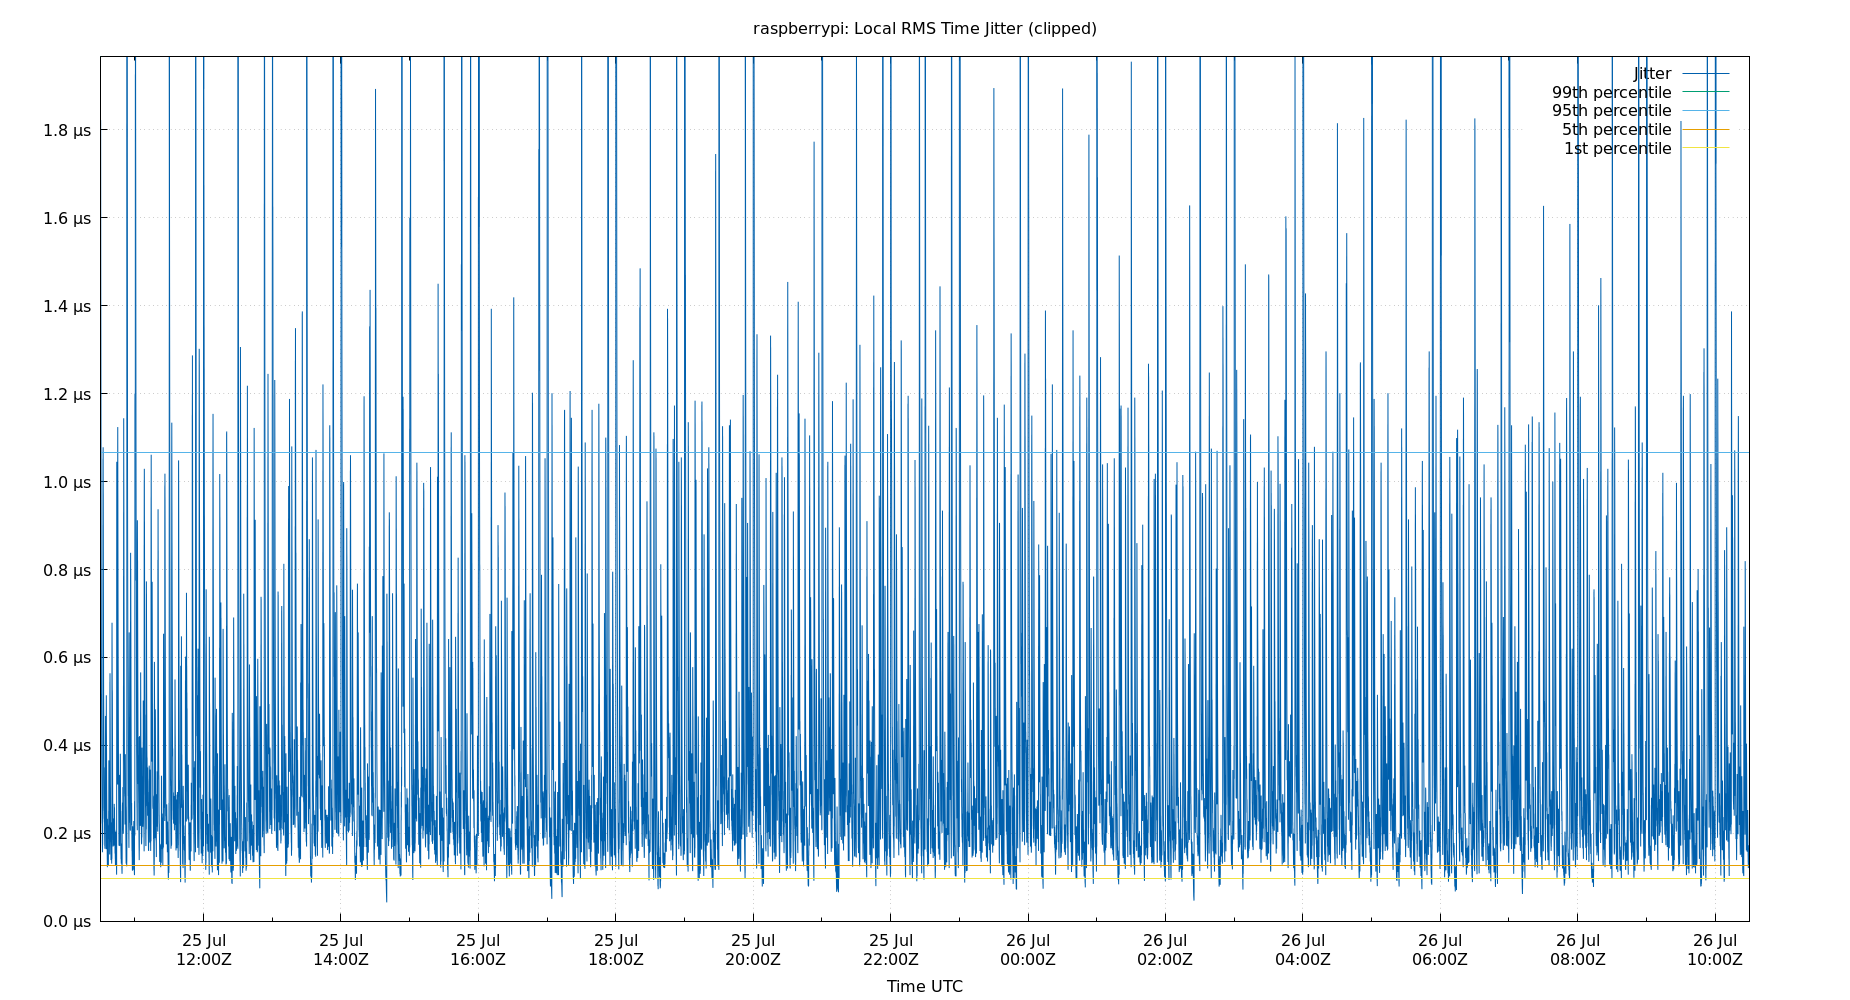 raspberrypi: Local RMS Time Jitter (clipped)
Jitter
99th percentile
95th percentile
5th percentile
1st percentile
1.8 µs
1.6 µs
1.4 µs
1.2 µs
1.0 µs
0.8 µs
0.6 µs
0.4 µs
0.2 µs
0.0 µs
25 Jul 25 Jul 25 Jul 25 Jul 25 Jul 25 Jul 26 Jul 26 Jul 26 Jul 26 Jul 26 Jul 26 Jul
12:00Z 14:00Z 16:00Z 18:00Z 20:00Z 22:00Z 00:00Z 02:00Z 04:00Z 06:00Z 08:00Z 10:00Z
Time UTC